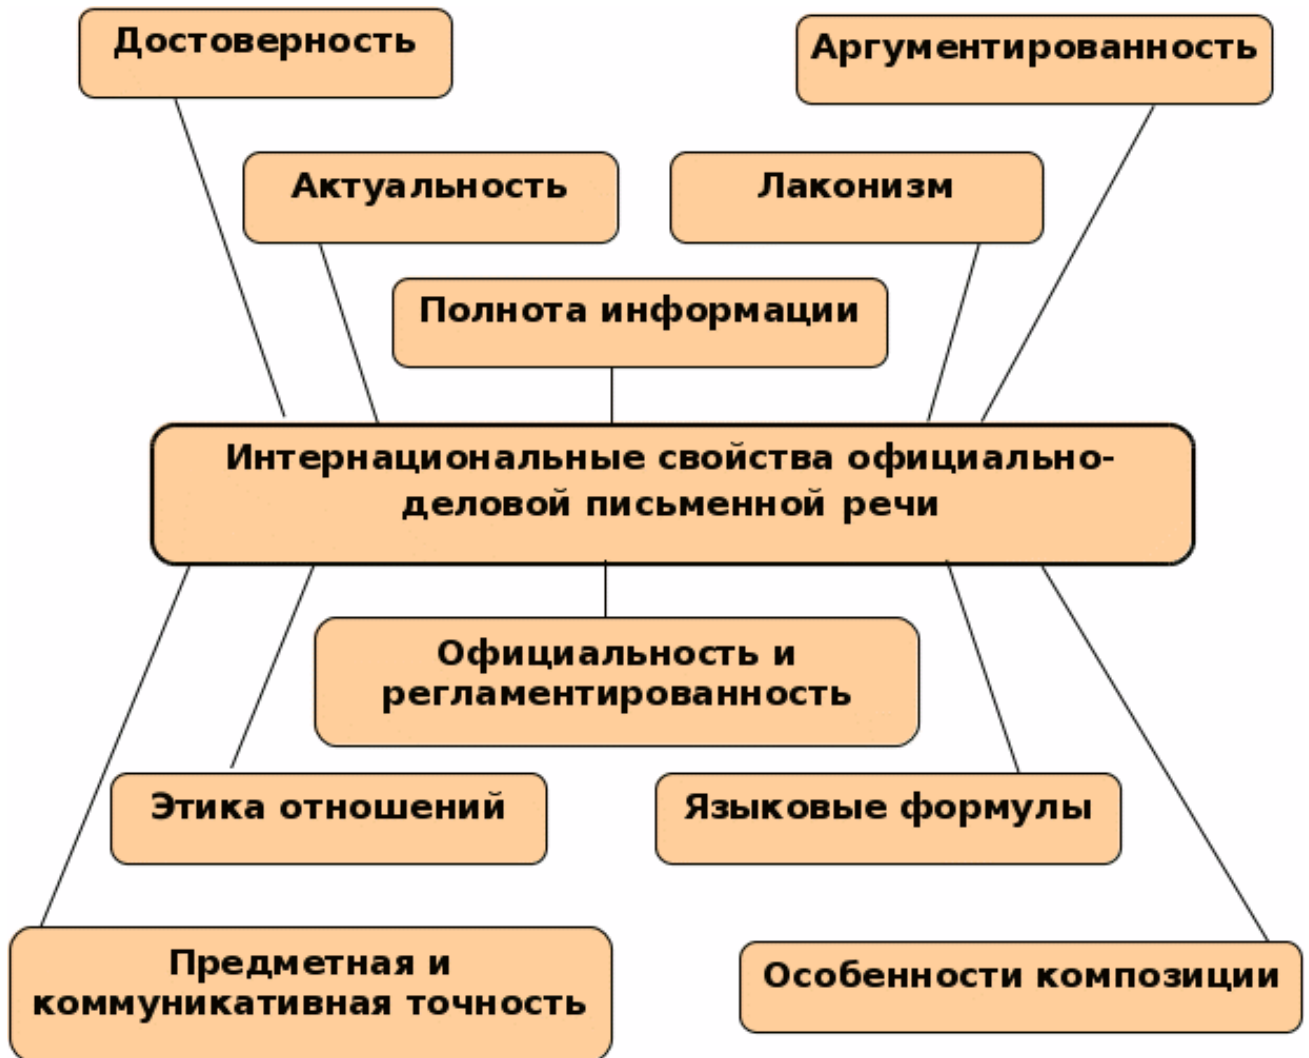 Достоверность
Аргументированность
Актуальность
Лаконизм
Полнота информации
Интернациональные свойства официально-
деловой письменной речи
Официальность и
регламентированность
Этика отношений
Языковые формулы
Предметная и
коммуникативная точность
Особенности композиции